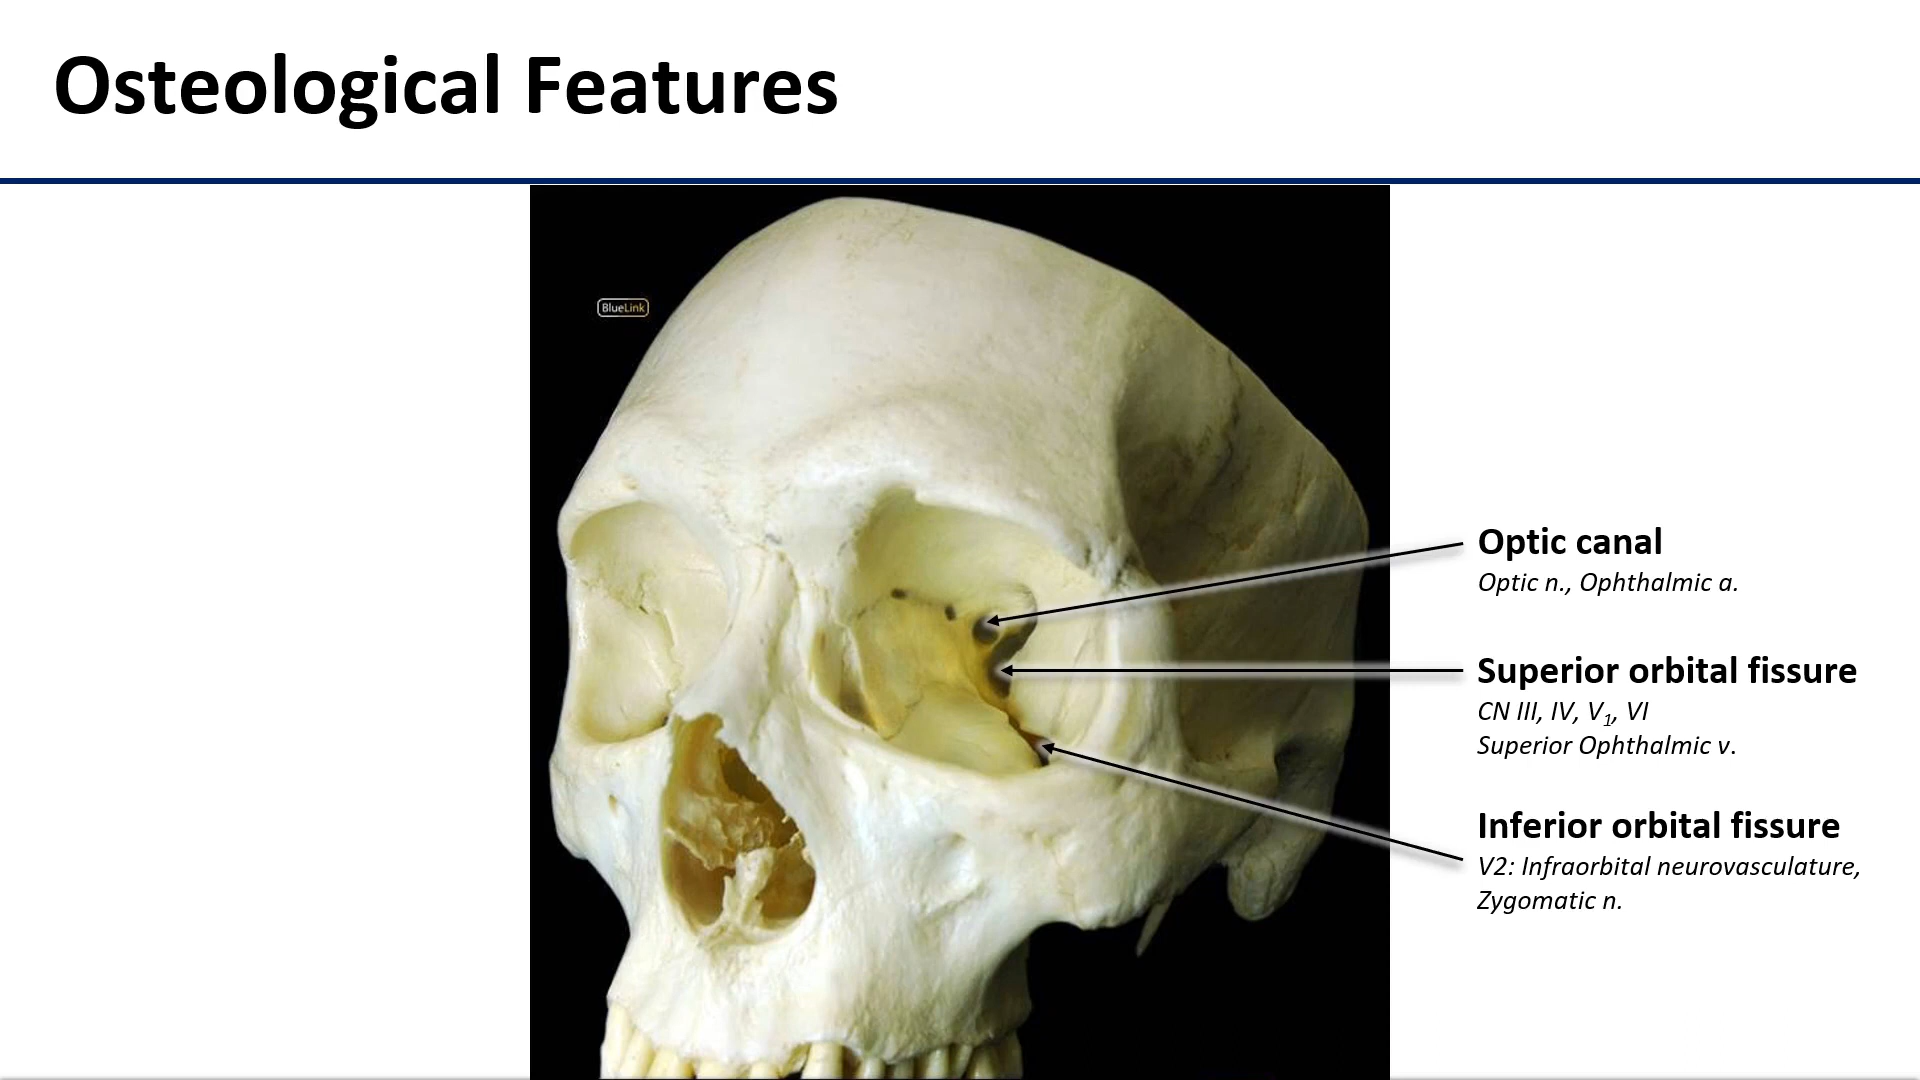 Osteological Features
BlueLink
Optic canal
Optic n., Ophthalmic a.
Superior orbital fissure
CN III, IV, V₁, VI
Superior Ophthalmic v.
Inferior orbital fissure
V2: Infraorbital neurovasculature,
Zygomatic n.